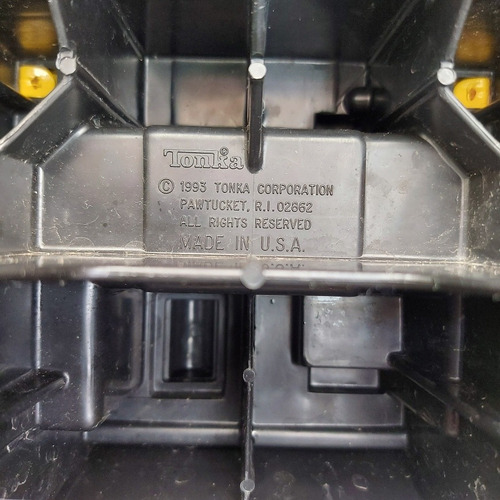 Tonka
© 1993 TONKA CORPORATION
PAWTUCKET, R.I. 02862
ALL RIGHTS RESERVED
MADE IN U.S.A.